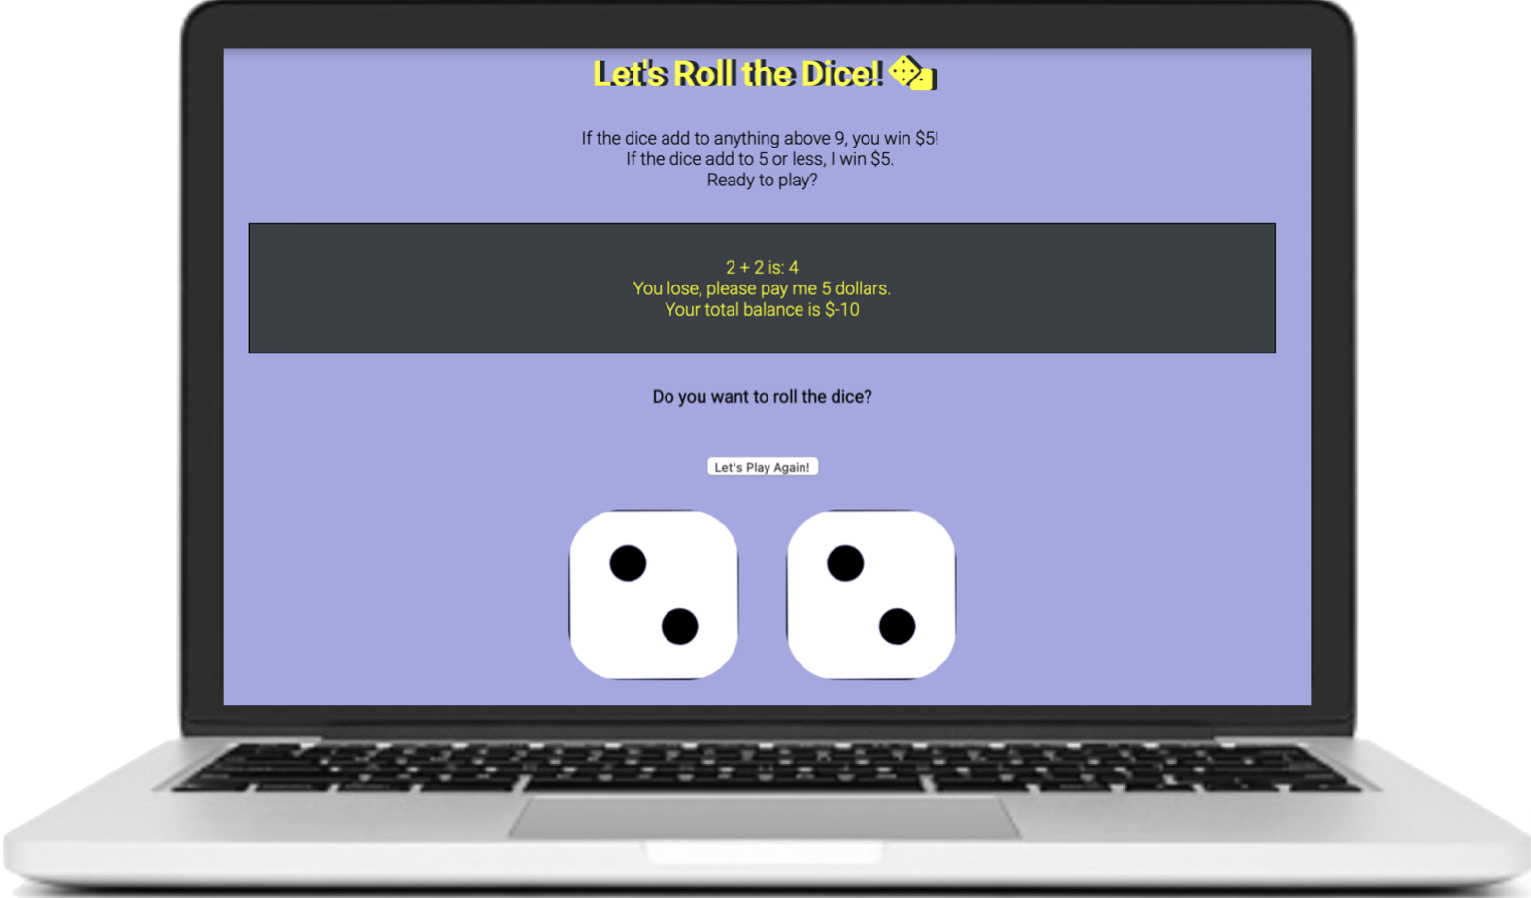 Let's Roll the Dice!
If the dice add to anything above 9, you win $5!
If the dice add to 5 or less, I win $5.
Ready to play?
2 + 2 is: 4
You lose, please pay me 5 dollars.
Your total balance is $-10
Do you want to roll the dice?
Let's Play Again!